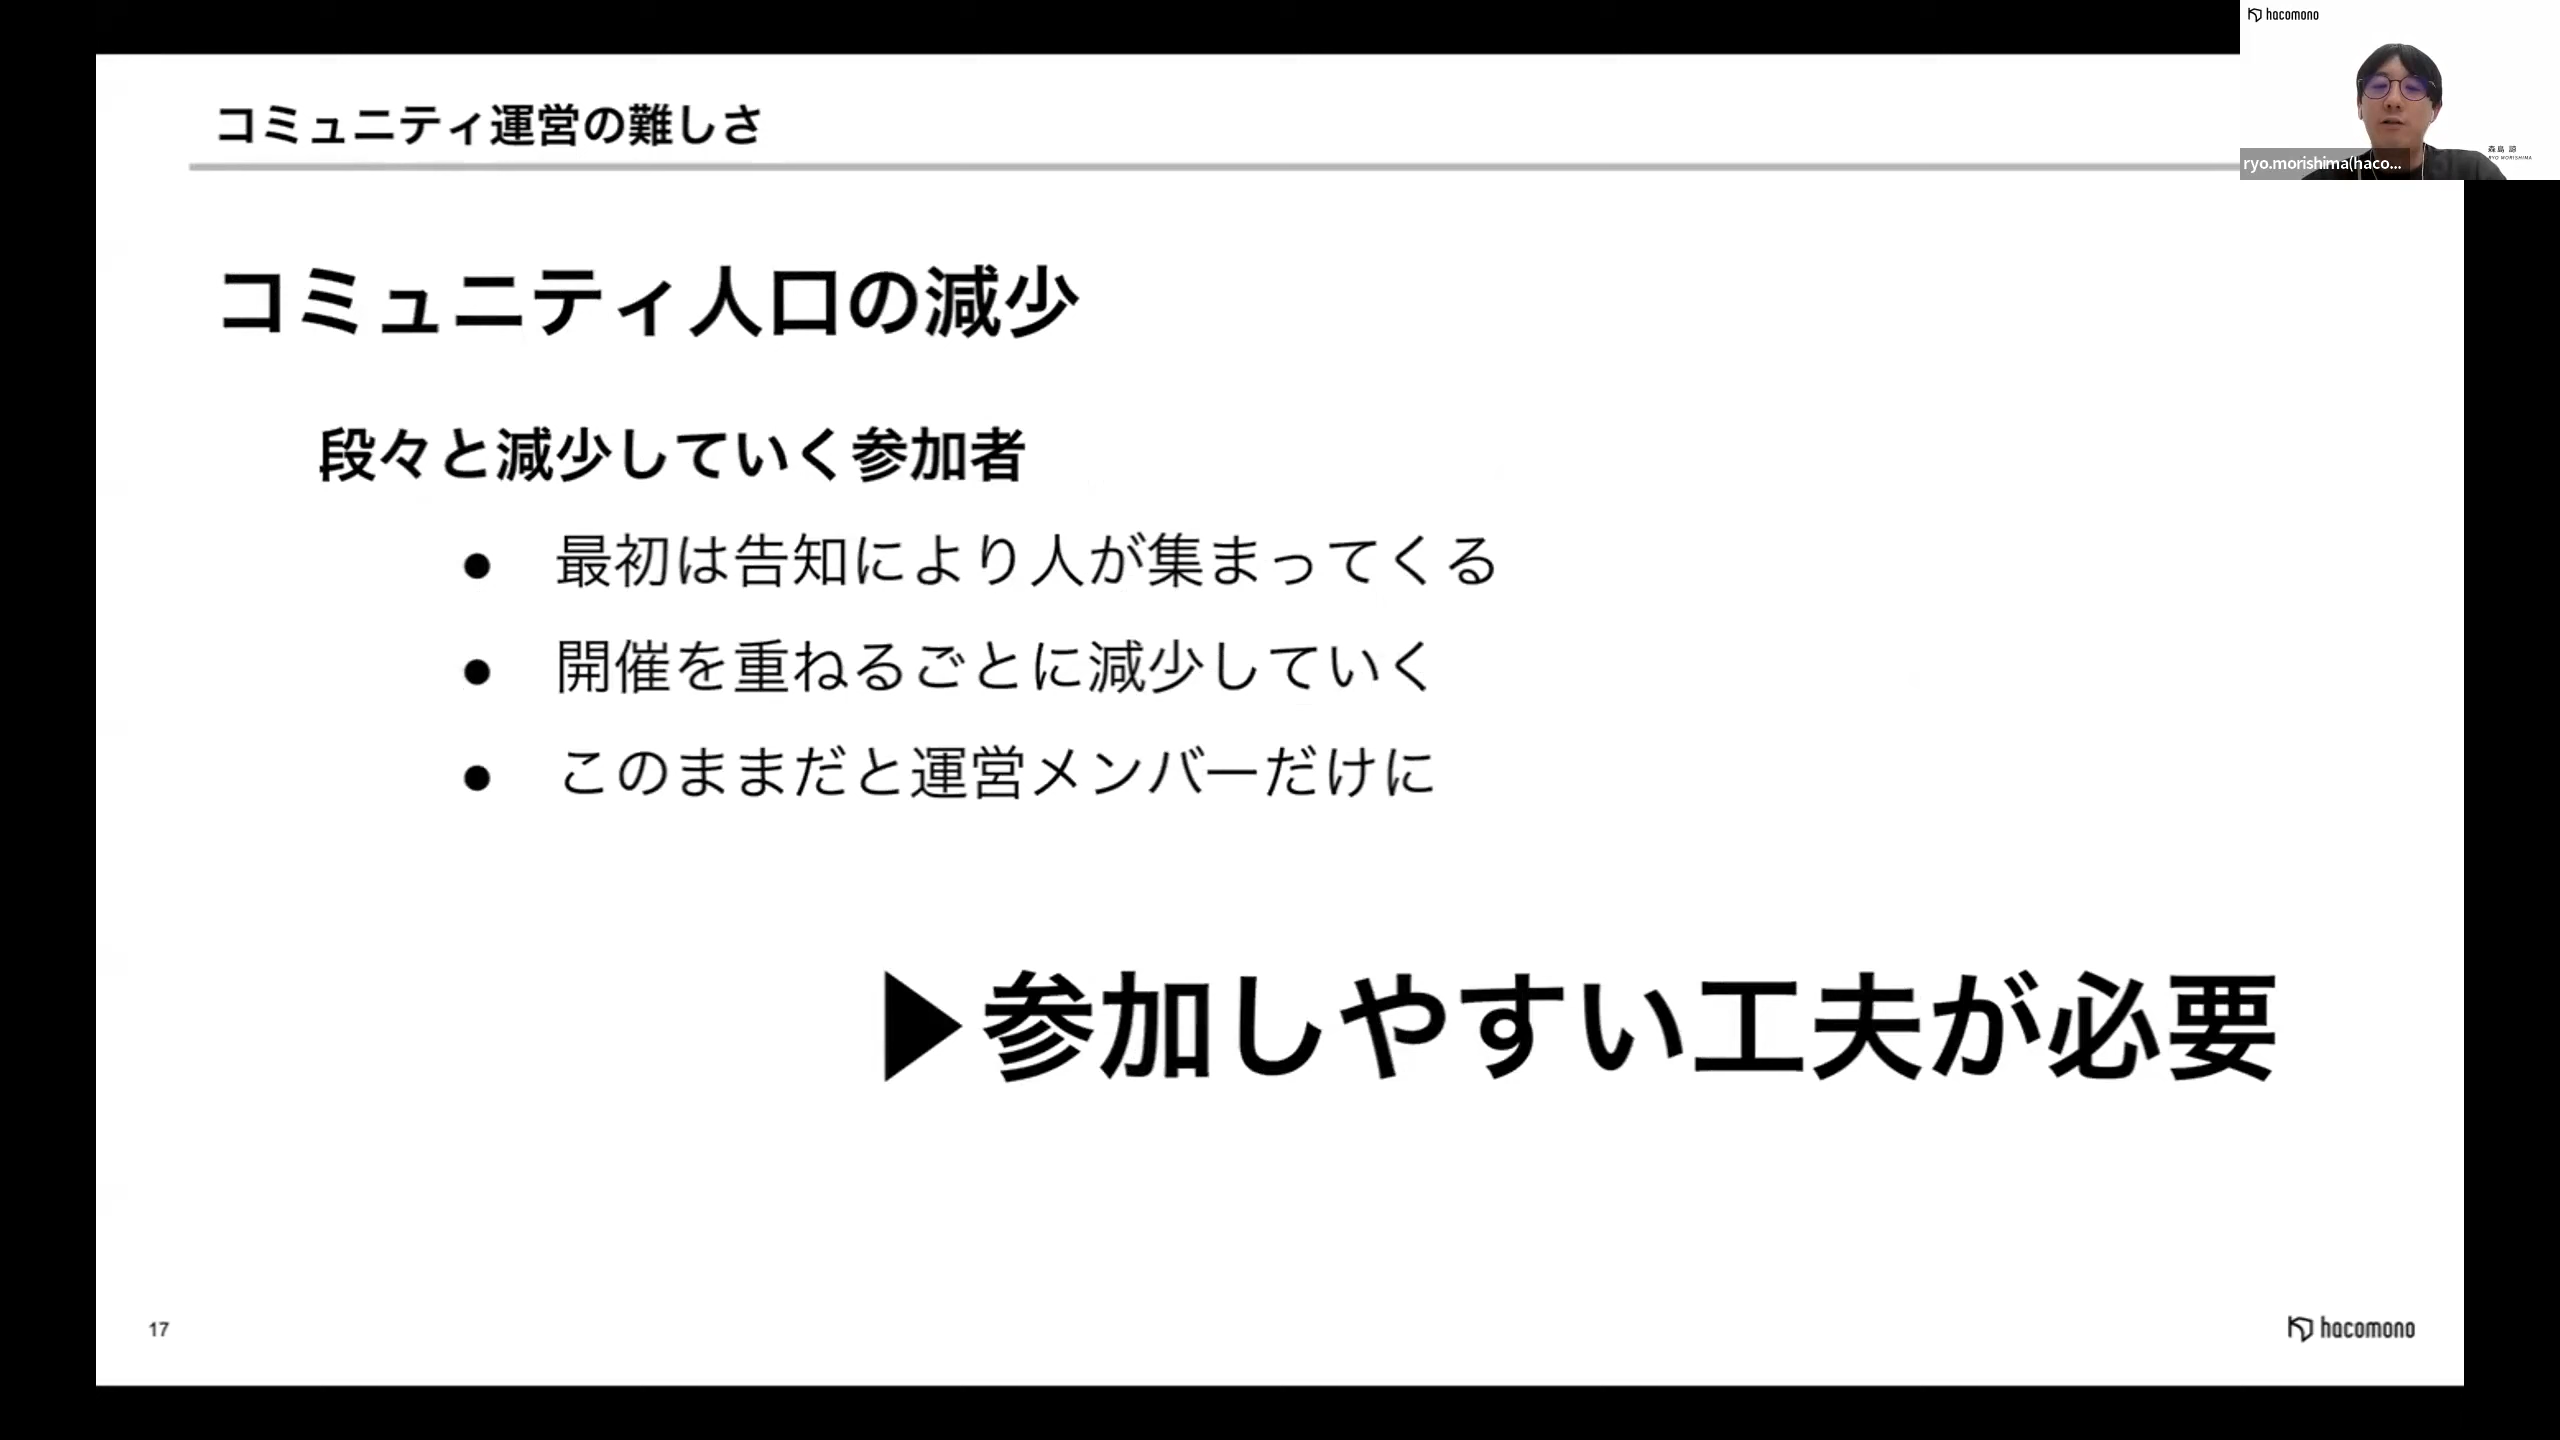 hacomono
コミュニティ運営の難しさ
森島 諒
RYO MORISHIMA
ryo.morishima(haco...
コミュニティ人口の減少
段々と減少していく参加者
● 最初は告知により人が集まってくる
● 開催を重ねるごとに減少していく
● このままだと運営メンバーだけに
▶参加しやすい工夫が必要
17
hacomono